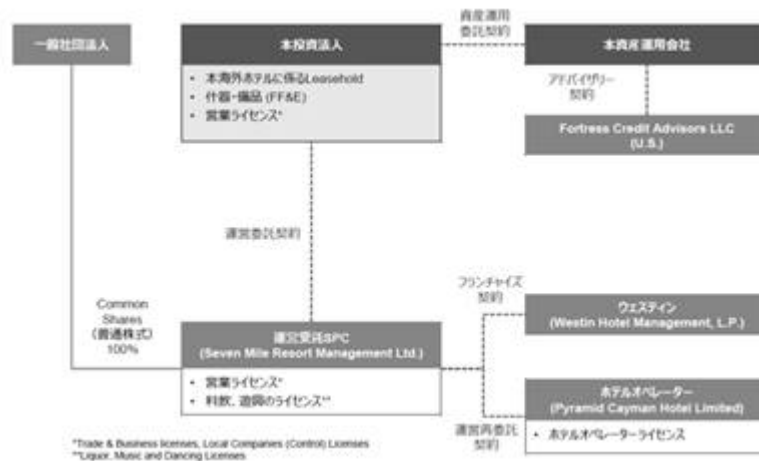 資産運用
委託契約
一般社団法人
本投資法人
本資産運用会社
• 本海外ホテルに係るLeasehold
• 什器・備品 (FF&E)
• 営業ライセンス*
アドバイザリー
契約
Fortress Credit Advisors LLC
(U.S.)
運営委託契約
フランチャイズ
契約
Common
Shares
(普通株式)
100%
ウェスティン
(Westin Hotel Management, L.P.)
運営受託SPC
(Seven Mile Resort Management Ltd.)
• 営業ライセンス*
• 料飲、遊興のライセンス**
ホテルオペレーター
(Pyramid Cayman Hotel Limited)
• ホテルオペレーターライセンス
運営再委託
契約
*Trade & Business licenses, Local Companies (Control) Licenses
**Liquor, Music and Dancing Licenses